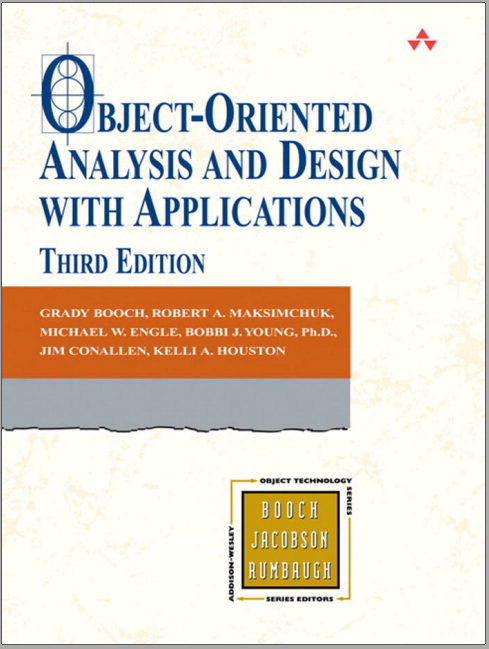 OBJECT-ORIENTED
ANALYSIS AND DESIGN
WITH APPLICATIONS
THIRD EDITION
GRADY BOOCH, ROBERT A. MAKSIMCHUK,
MICHAEL W. ENGLE, BOBBI J. YOUNG, Ph.D.,
JIM CONALLEN, KELLI A. HOUSTON
OBJECT TECHNOLOGY
SERIES
BOOCH
JACOBSON
RUMBAUGH
ADDISON-WESLEY
SERIES EDITORS